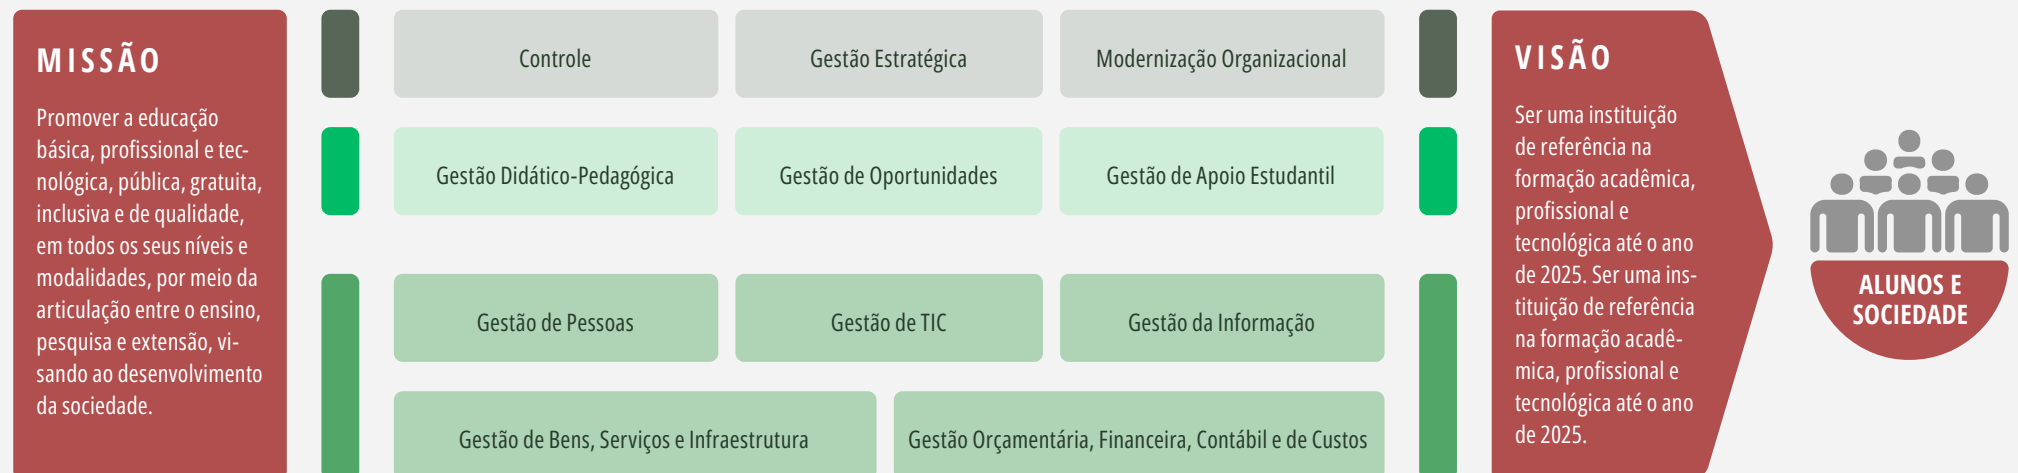 MISSÃO
Promover a educação
básica, profissional e tec-
nológica, pública, gratuita,
inclusiva e de qualidade,
em todos os seus níveis e
modalidades, por meio da
articulação entre o ensino,
pesquisa e extensão, vi-
sando ao desenvolvimento
da sociedade.
Controle
Gestão Estratégica
Modernização Organizacional
Gestão Didático-Pedagógica
Gestão de Oportunidades
Gestão de Apoio Estudantil
Gestão de Pessoas
Gestão de TIC
Gestão da Informação
Gestão de Bens, Serviços e Infraestrutura
Gestão Orçamentária, Financeira, Contábil e de Custos
VISÃO
Ser uma instituição
de referência na
formação acadêmica,
profissional e
tecnológica até o ano
de 2025. Ser uma ins-
tituição de referência
na formação acadê-
mica, profissional e
tecnológica até o ano
de 2025.
ALUNOS E
SOCIEDADE